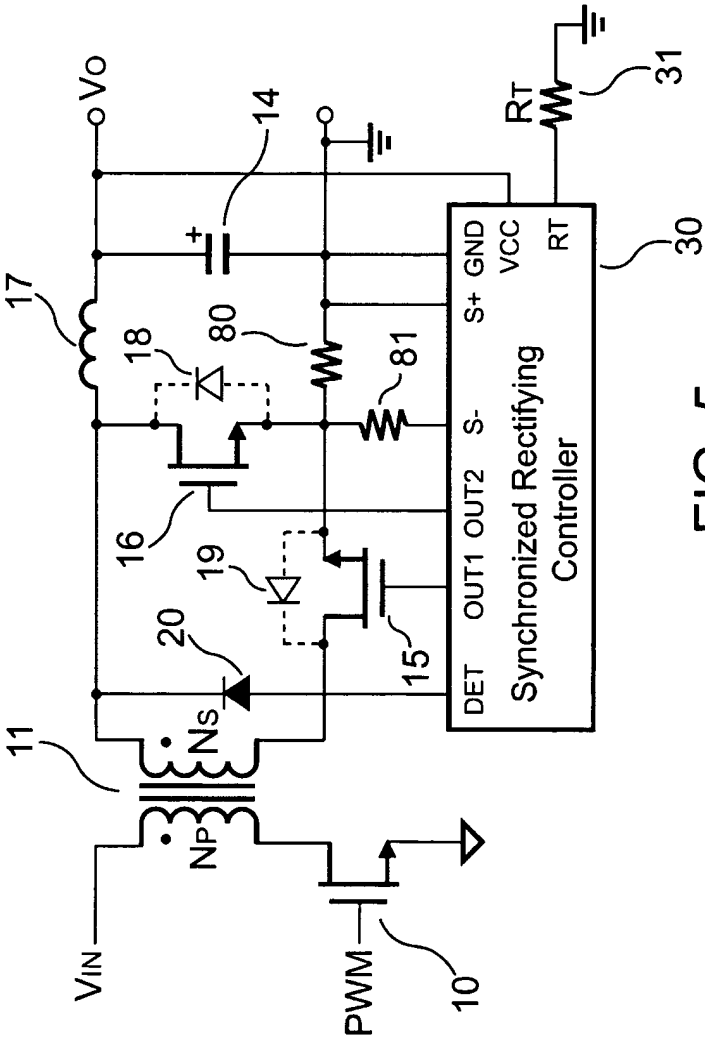 17
Vo
11
18
14
+
20
16
80
VIN
NP
NS
19
81
PWM
15
10
DET
OUT1
OUT2
S-
S+
GND
VCC
RT
Synchronized Rectifying
Controller
RT
30
31
FIG. 5